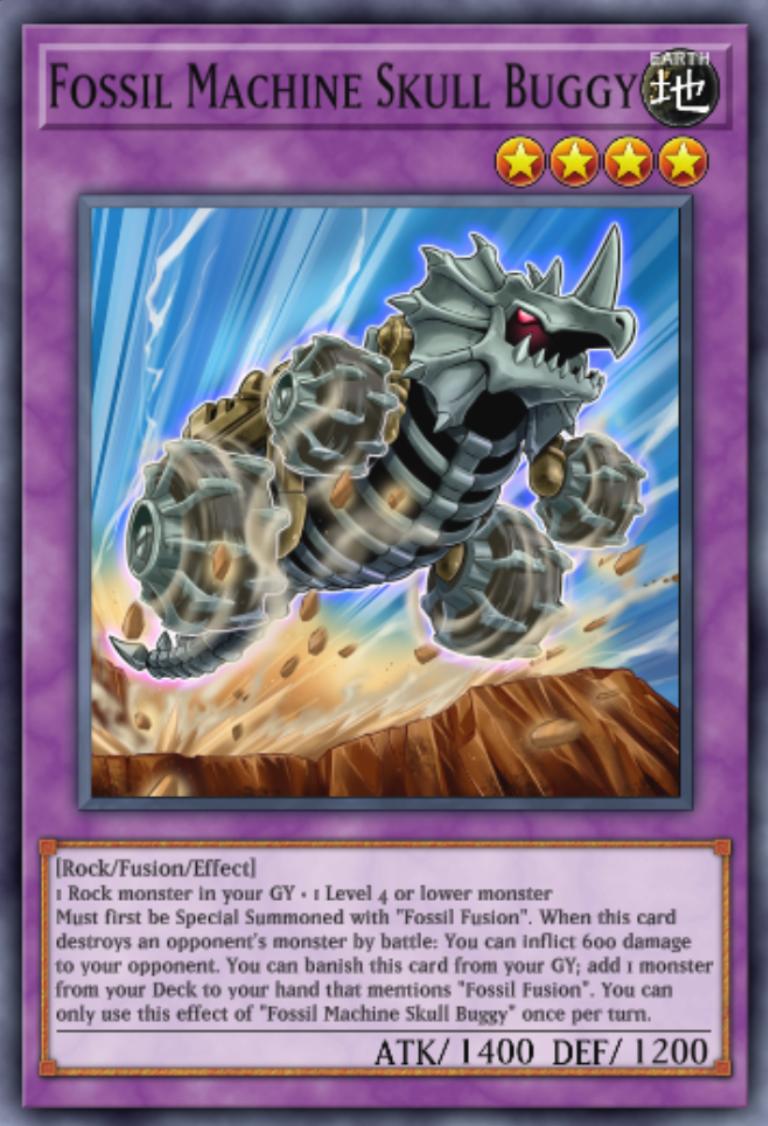 Fossil Machine Skull Buggy
EARTH
地
[Rock/Fusion/Effect]
1 Rock monster in your GY • 1 Level 4 or lower monster
Must first be Special Summoned with "Fossil Fusion". When this card
destroys an opponent's monster by battle: You can inflict 600 damage
to your opponent. You can banish this card from your GY; add 1 monster
from your Deck to your hand that mentions "Fossil Fusion". You can
only use this effect of "Fossil Machine Skull Buggy" once per turn.
ATK/ 1400 DEF/ 1200